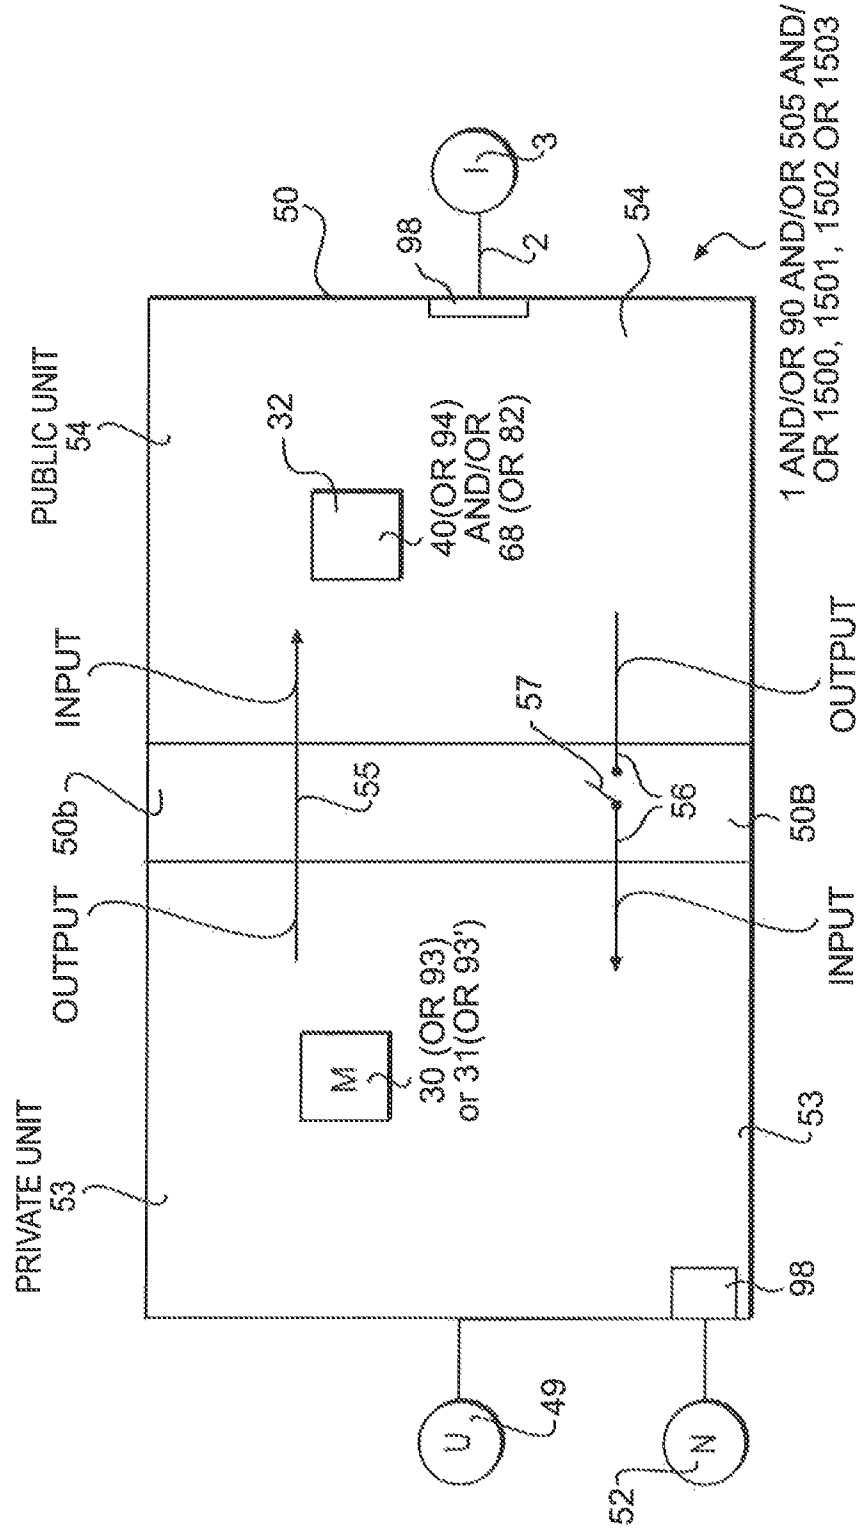 PRIVATE UNIT
53
OUTPUT
50b
INPUT
PUBLIC UNIT
54
50
32
M
30 (OR 93)
or 31(OR 93')
55
40(OR 94)
AND/OR
68 (OR 82)
98
I
3
2
54
U
49
N
52
98
53
INPUT
56
57
50B
OUTPUT
1 AND/OR 90 AND/OR 505 AND/
OR 1500, 1501, 1502 OR 1503